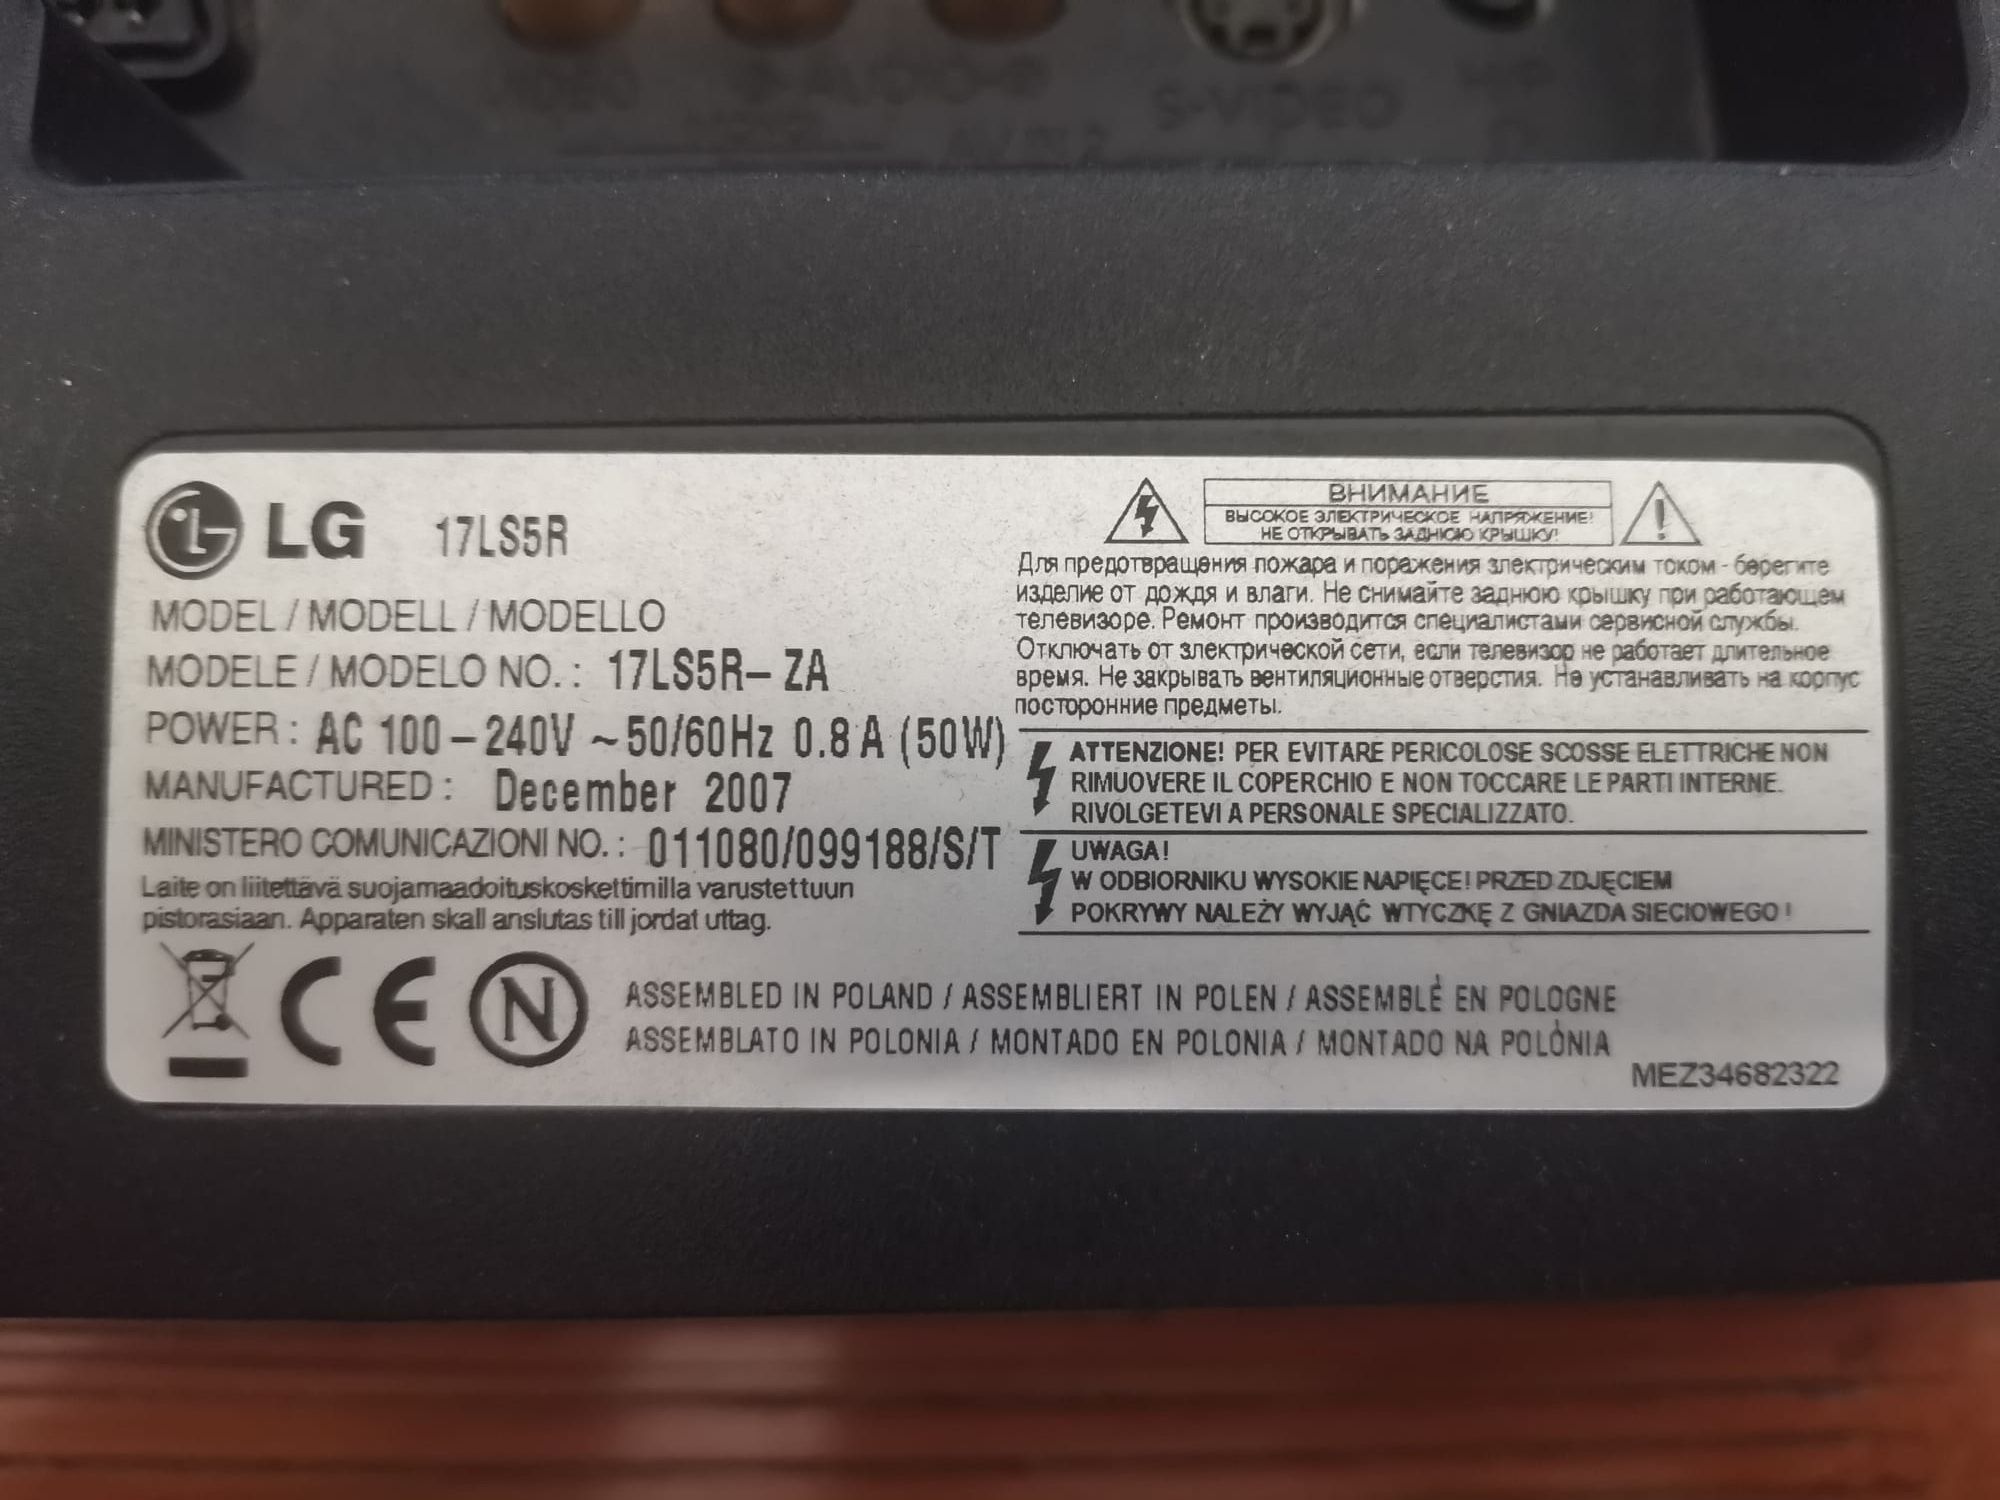 VIDEO
AUDIO
S-VIDEO
AV IN 2
LG 17LS5R
MODEL / MODELL / MODELLO
MODELE / MODELO NO. : 17LS5R– ZA
POWER : AC 100 – 240V ~ 50/60Hz 0.8 A (50W)
MANUFACTURED : December 2007
MINISTERO COMUNICAZIONI NO. : 011080/099188/S/T
Laite on liitettävä suojamaadoituskoskettimilla varustettuun
pistorasiaan. Apparaten skall anslutas till jordat uttag.
ВНИМАНИЕ
ВЫСОКОЕ ЭЛЕКТРИЧЕСКОЕ НАПРЯЖЕНИЕ!
НЕ ОТКРЫВАТЬ ЗАДНЮЮ КРЫШКУ!
Для предотвращения пожара и поражения электрическим током - берегите
изделие от дождя и влаги. Не снимайте заднюю крышку при работающем
телевизоре. Ремонт производится специалистами сервисной службы.
Отключать от электрической сети, если телевизор не работает длительное
время. Не закрывать вентиляционные отверстия. Не устанавливать на корпус
посторонние предметы.
ATTENZIONE! PER EVITARE PERICOLOSE SCOSSE ELETTRICHE NON
RIMUOVERE IL COPERCHIO E NON TOCCARE LE PARTI INTERNE.
RIVOLGETEVI A PERSONALE SPECIALIZZATO.
UWAGA!
W ODBIORNIKU WYSOKIE NAPIĘCE! PRZED ZDJĘCIEM
POKRYWY NALEŻY WYJĄĆ WTYCZKĘ Z GNIAZDA SIECIOWEGO !
CE N
ASSEMBLED IN POLAND / ASSEMBLIERT IN POLEN / ASSEMBLÉ EN POLOGNE
ASSEMBLATO IN POLONIA / MONTADO EN POLONIA / MONTADO NA POLÓNIA
MEZ34682322